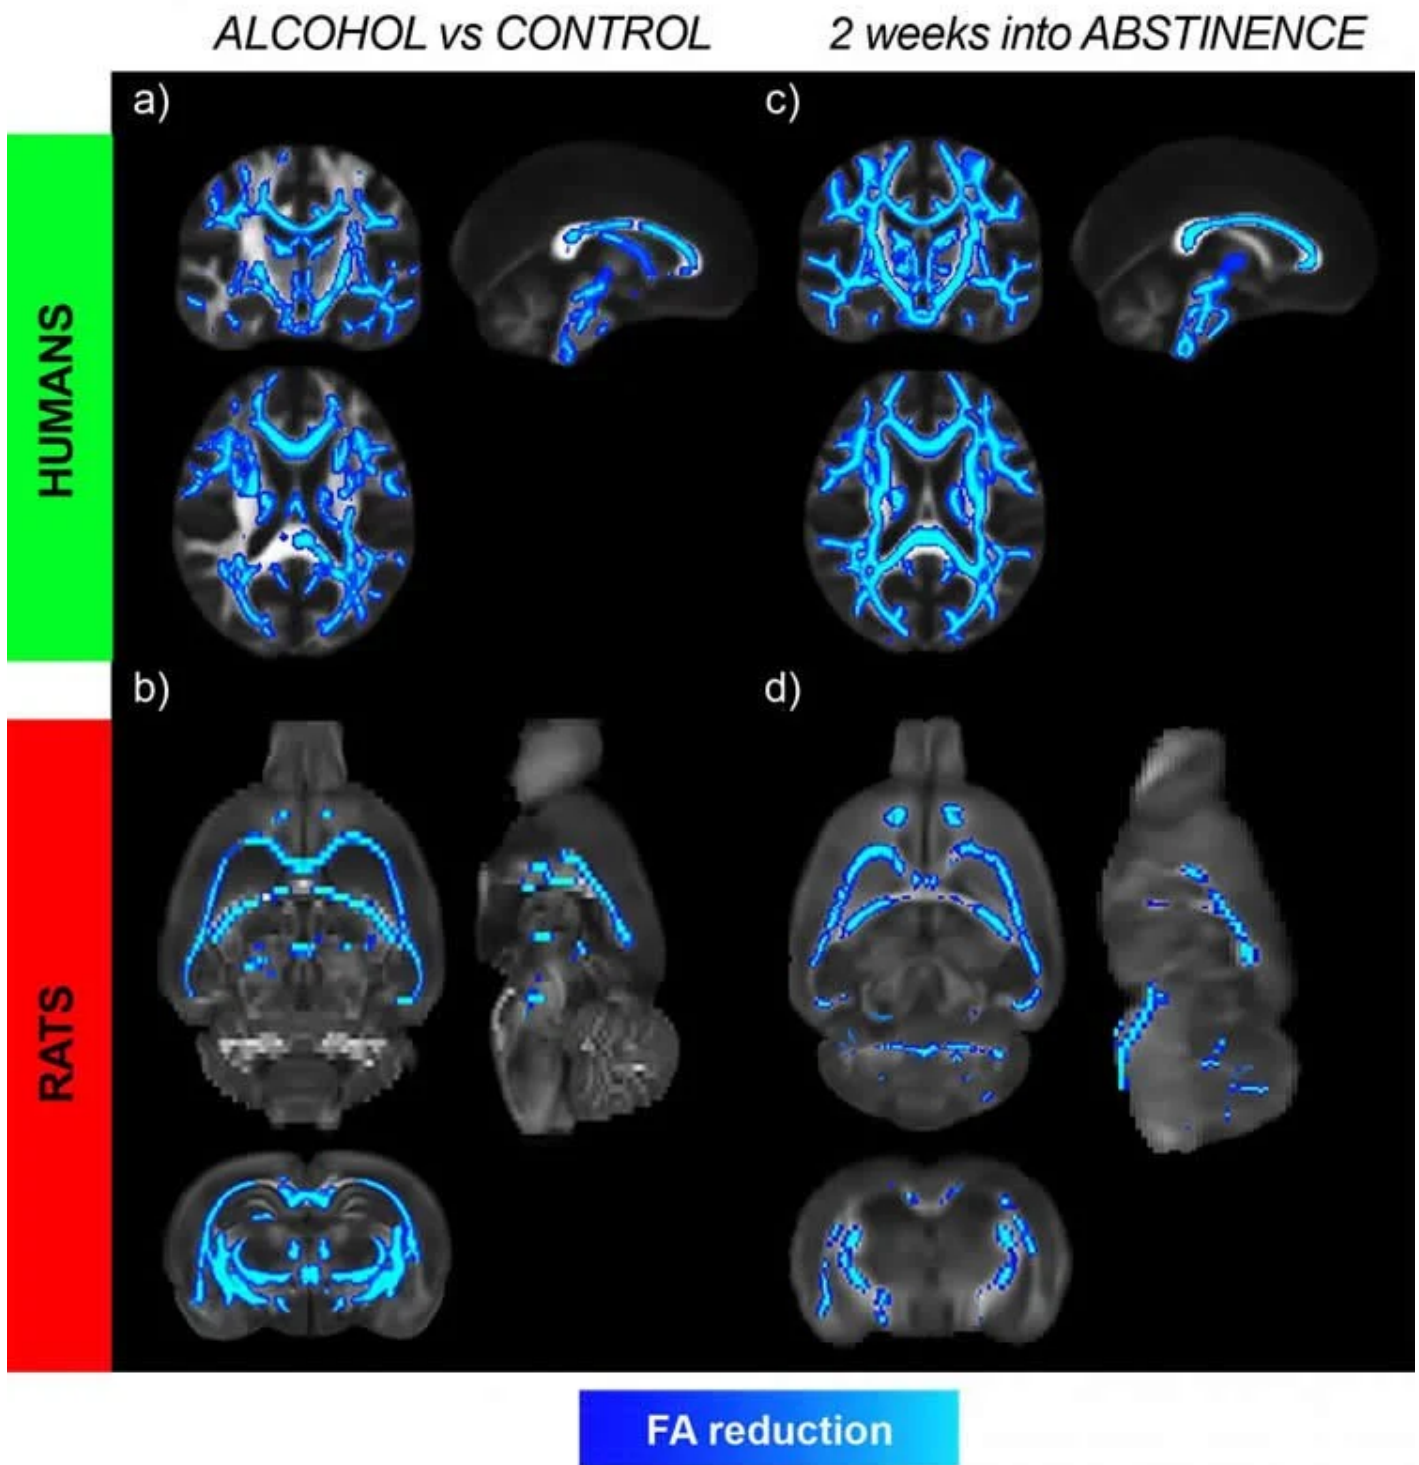 ALCOHOL vs CONTROL
2 weeks into ABSTINENCE
a)
c)
HUMANS
b)
d)
RATS
FA reduction